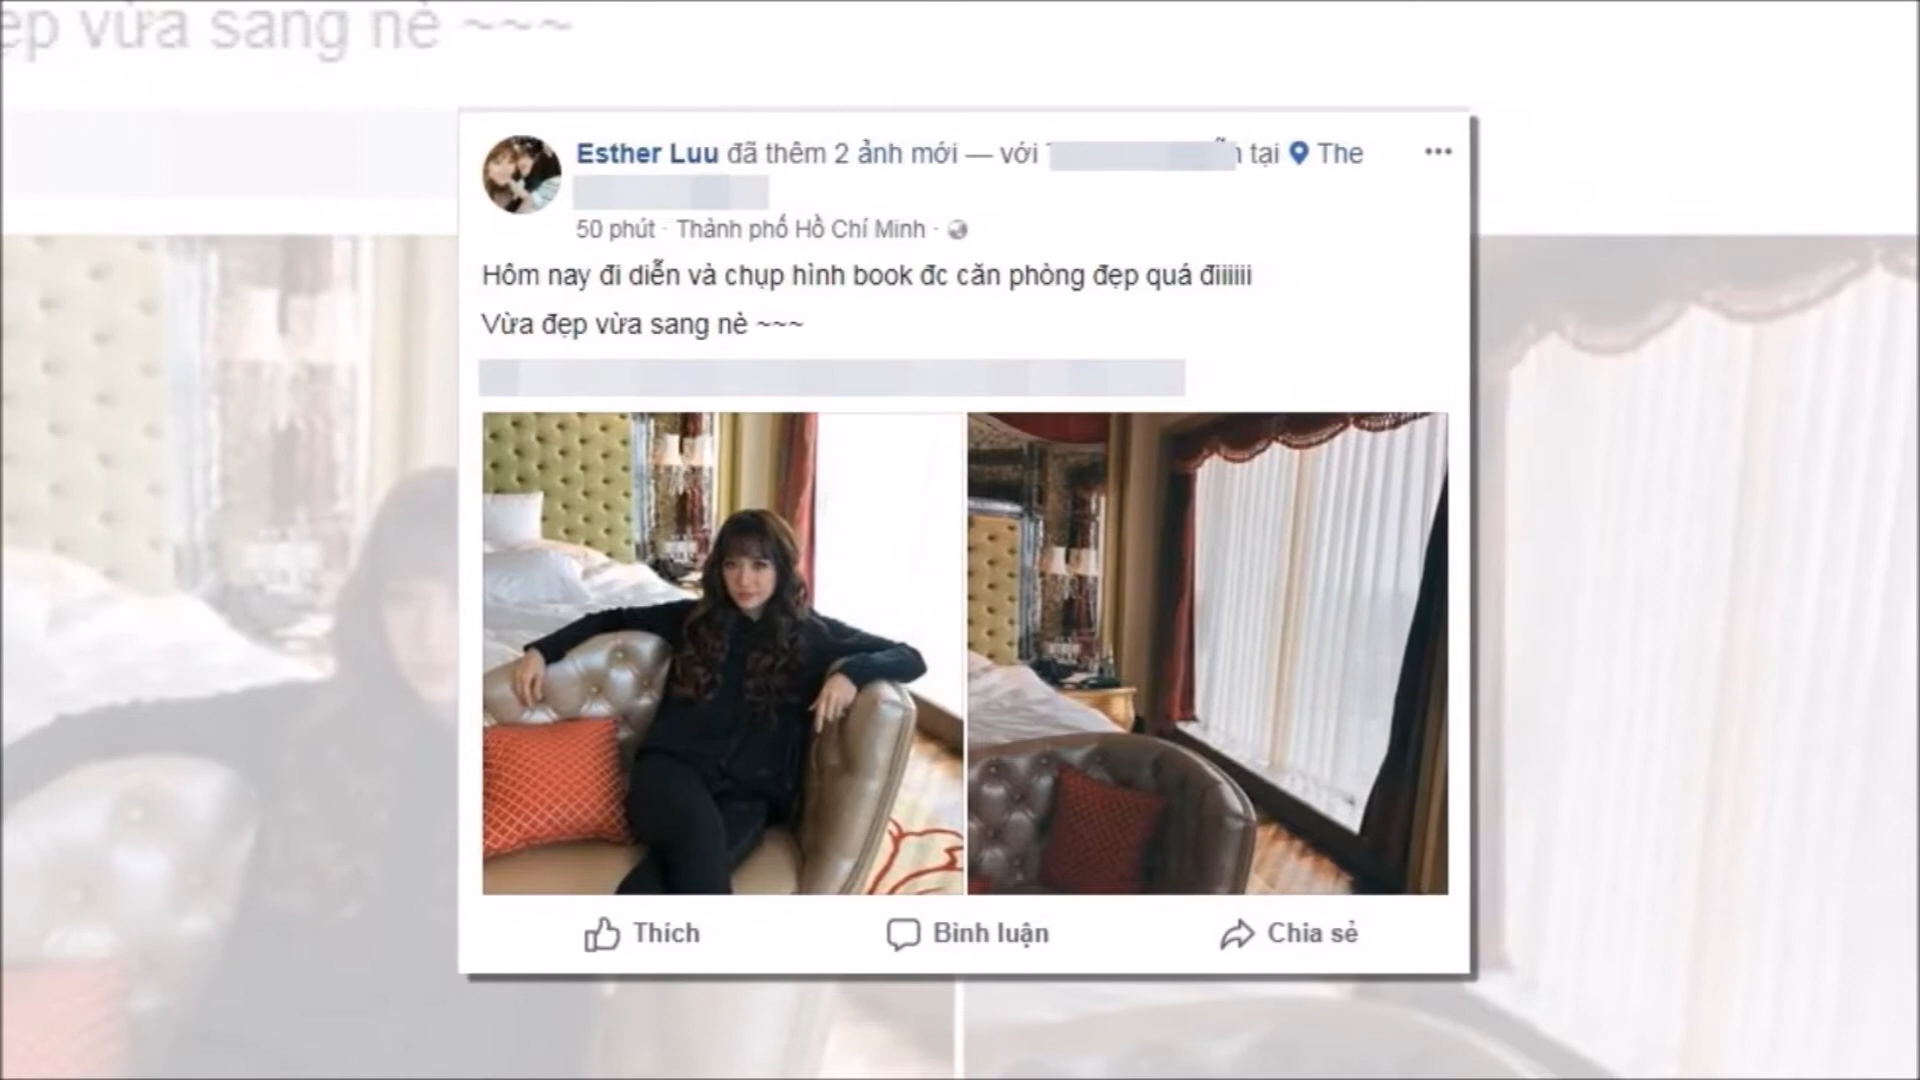 ẹp vừa sang nè ~~~
Esther Luu đã thêm 2 ảnh mới — với tại The
50 phút · Thành phố Hồ Chí Minh ·
Hôm nay đi diễn và chụp hình book đc căn phòng đẹp quá điiiiii
Vừa đẹp vừa sang nè ~~~
Thích
Bình luận
Chia sẻ